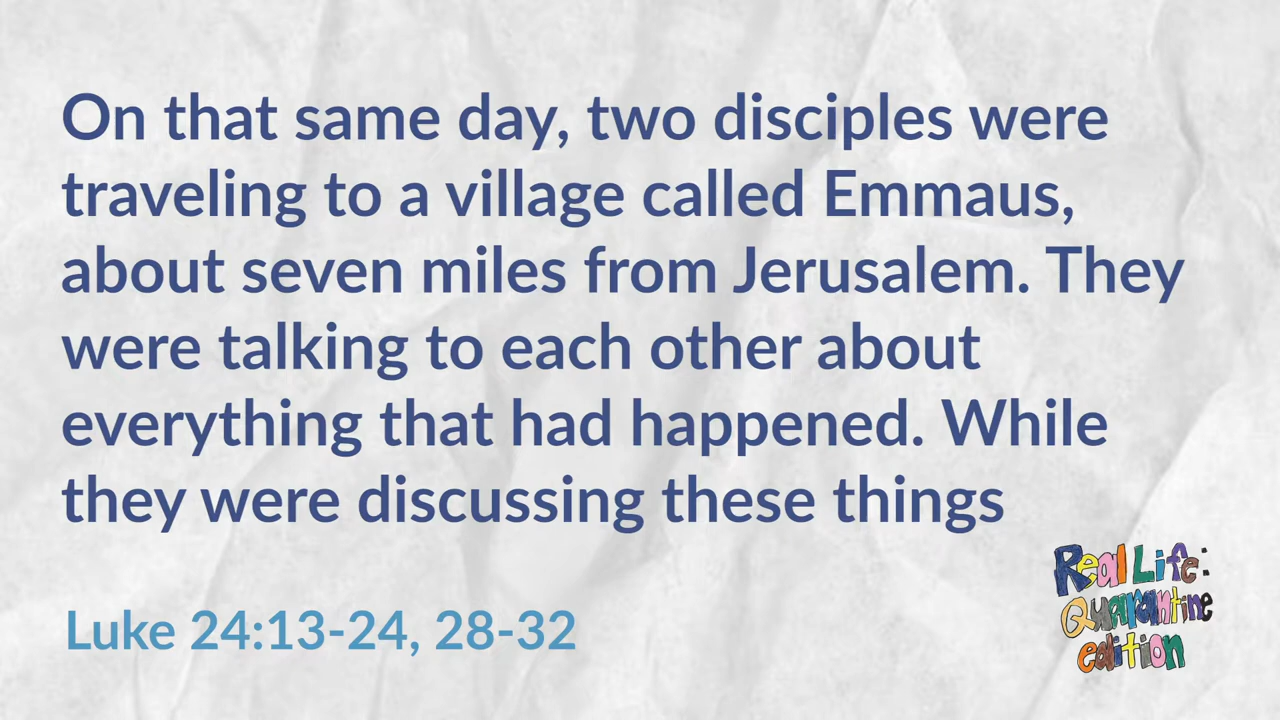 On that same day, two disciples were
traveling to a village called Emmaus,
about seven miles from Jerusalem. They
were talking to each other about
everything that had happened. While
they were discussing these things
Luke 24:13-24, 28-32
Real Life:
Quarantine
edition